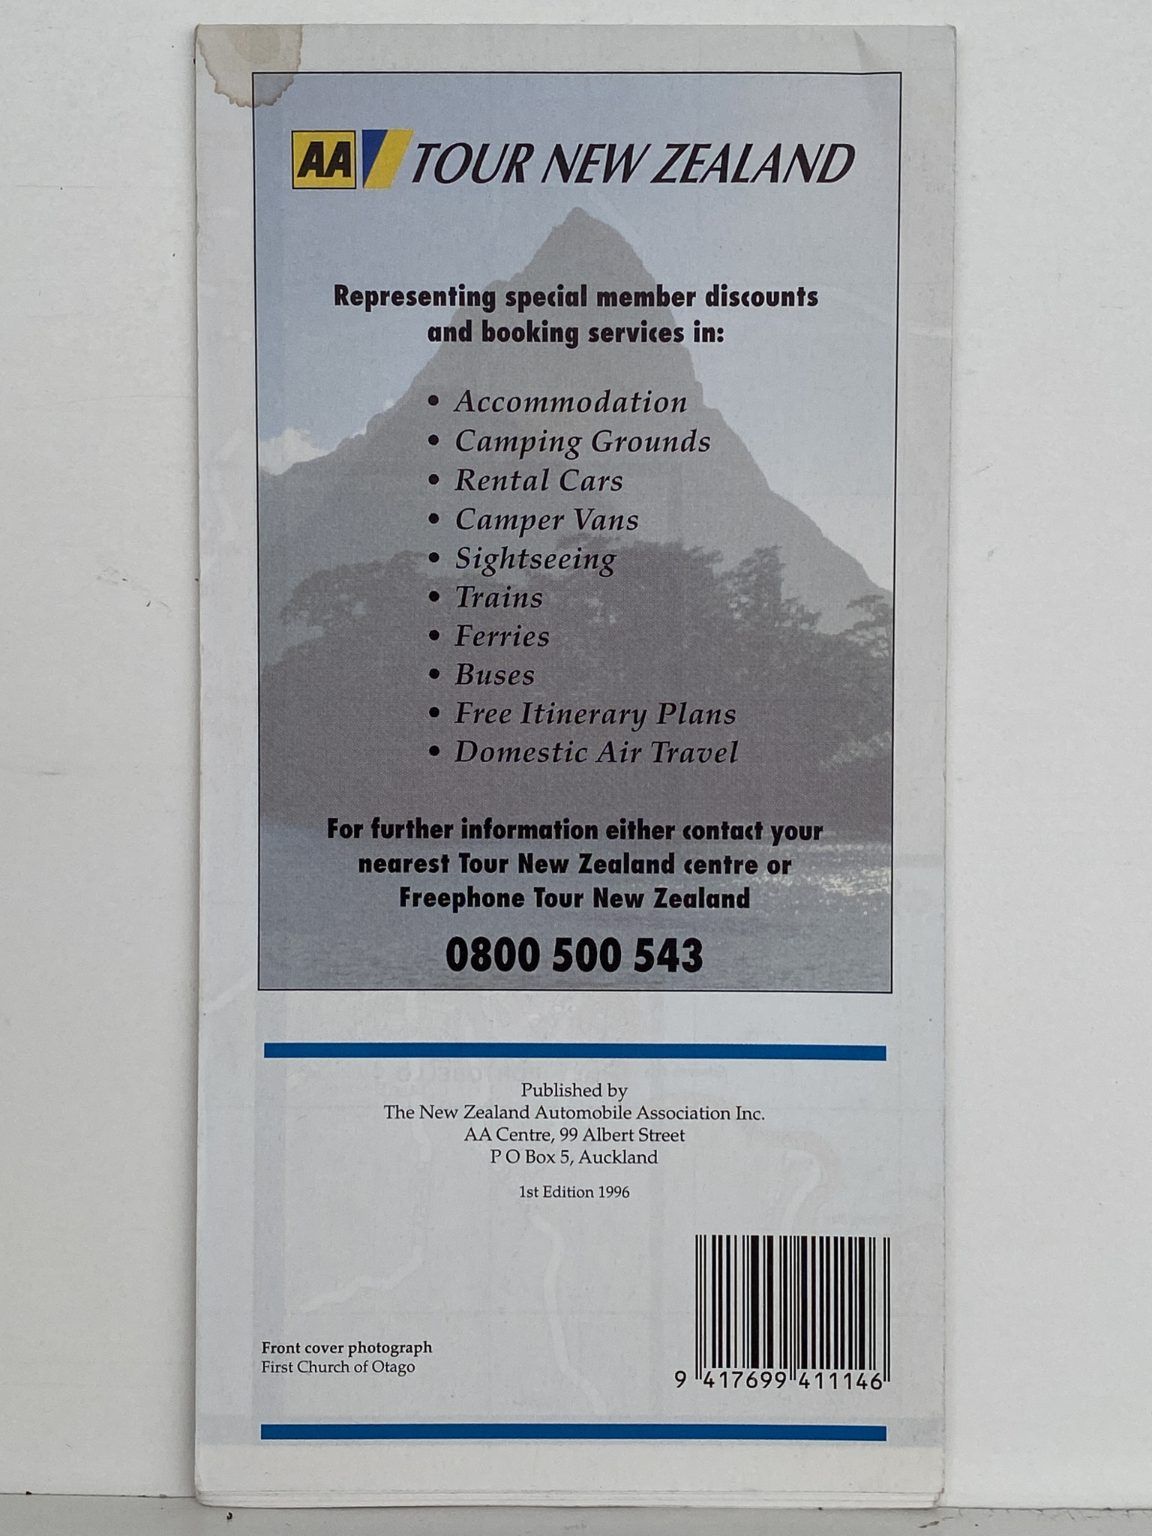 AA TOUR NEW ZEALAND
Representing special member discounts
and booking services in:
• Accommodation
• Camping Grounds
• Rental Cars
• Camper Vans
• Sightseeing
• Trains
• Ferries
• Buses
• Free Itinerary Plans
• Domestic Air Travel
For further information either contact your
nearest Tour New Zealand centre or
Freephone Tour New Zealand
0800 500 543
Published by
The New Zealand Automobile Association Inc.
AA Centre, 99 Albert Street
P O Box 5, Auckland
1st Edition 1996
Front cover photograph
First Church of Otago
9 417699 411146